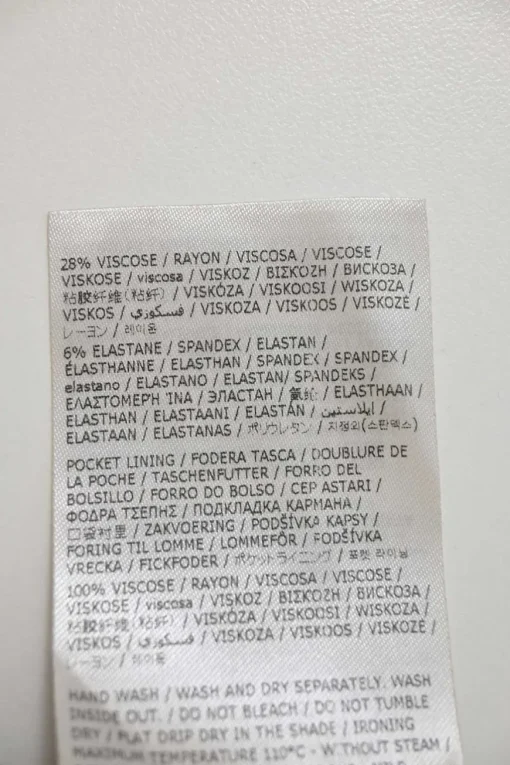 28% VISCOSE / RAYON / VISCOSA / VISCOSE /
VISKOSE / viscosa / VISKOZ / ΒΙΣΚΟΖΗ / ВИСКОЗА /
粘胶纤维(粘纤) / VISKÓZA / VISKOOSI / WISKOZA /
VISKOS / فسكوزي / VISKOZA / VISKOOS / VISKOZĖ /
レーヨン / 레이온
6% ELASTANE / SPANDEX / ELASTAN /
ÉLASTHANNE / ELASTHAN / SPANDEX / SPANDEX /
elastano / ELASTANO / ELASTAN/ SPANDEKS /
ΕΛΑΣΤΟΜΕΡΗ ΊΝΑ / ЭЛАСТАН / 氨纶 / ELASTHAAN /
ELASTHAN / ELASTAANI / ELASTAN / إيلاستين /
ELASTAAN / ELASTANAS / ポリウレタン / 지정외(스판덱스)
POCKET LINING / FODERA TASCA / DOUBLURE DE
LA POCHE / TASCHENFUTTER / FORRO DEL
BOLSILLO / FORRO DO BOLSO / CEP ASTARI /
ΦΟΔΡΑ ΤΣΕΠΗΣ / ПОДКЛАДКА КАРМАНА /
口袋衬里 / ZAKVOERING / PODŠÍVKA KAPSY /
FORING TIL LOMME / LOMMEFÔR / PODŠÍVKA
VRECKA / FICKFODER / ポケットライニング / 포켓 라이닝
100% VISCOSE / RAYON / VISCOSA / VISCOSE /
VISKOSE / viscosa / VISKOZ / ΒΙΣΚΟΖΗ / ВИСКОЗА /
粘胶纤维(粘纤) / VISKÓZA / VISKOOSI / WISKOZA /
VISKOS / فسكوزي / VISKOZA / VISKOOS / VISKOZĖ /
レーヨン / 레이온
HAND WASH / WASH AND DRY SEPARATELY. WASH
INSIDE OUT. / DO NOT BLEACH / DO NOT TUMBLE
DRY / FLAT DRIP DRY IN THE SHADE / IRONING
MAXIMUM TEMPERATURE 110ºC - WITHOUT STEAM /